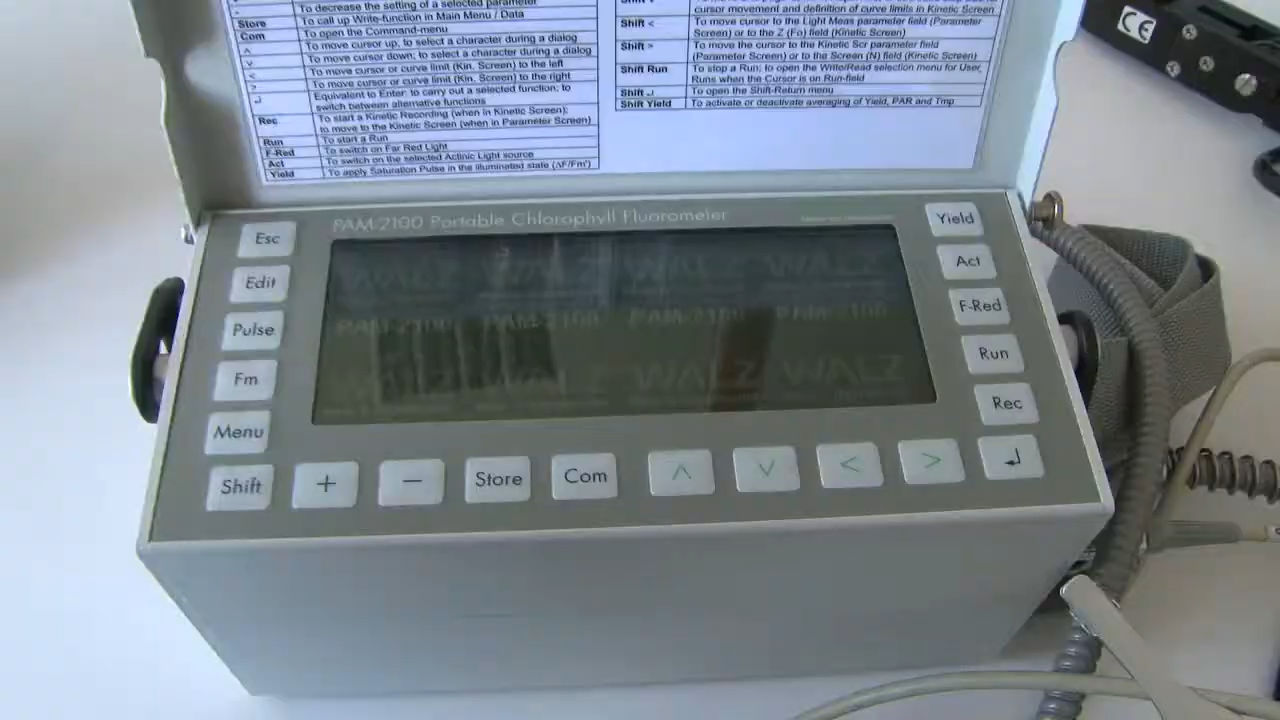 To decrease the setting of a selected parameter
Store To call up Write-function in Main Menu / Data
Com To open the Command-menu
^ To move cursor up, to select a character during a dialog
v To move cursor down; to select a character during a dialog
< To move cursor or curve limit (Kin. Screen) to the left
> To move cursor or curve limit (Kin. Screen) to the right
↵ Equivalent to Enter: to carry out a selected function; to
switch between alternative functions
Rec To start a Kinetic Recording (when in Kinetic Screen);
to move to the Kinetic Screen (when in Parameter Screen)
Run To start a Run
F-Red To switch on Far Red Light
Act To switch on the selected Actinic Light source
Yield To apply Saturation Pulse in the illuminated state (ΔF/Fm')
cursor movement and definition of curve limits in Kinetic Screen
Shift < To move cursor to the Light Meas parameter field (Parameter
Screen) or to the Z (Fo) field (Kinetic Screen)
Shift > To move the cursor to the Kinetic Scr parameter field
(Parameter Screen) or to the Screen (N) field (Kinetic Screen)
Shift Run To stop a Run; to open the Write/Read selection menu for User,
Runs when the Cursor is on Run-field
Shift ↵ To open the Shift-Return menu
Shift Yield To activate or deactivate averaging of Yield, PAR and Tmp
CE
PAM-2100 Portable Chlorophyll Fluorometer
WALZ WALZ WALZ WALZ
PAM-2100 PAM-2100 PAM-2100 PAM-2100
WALZ WALZ WALZ WALZ
Esc
Edit
Pulse
Fm
Menu
Shift + − Store Com ^ v < > ↵
Yield
Act
F-Red
Run
Rec